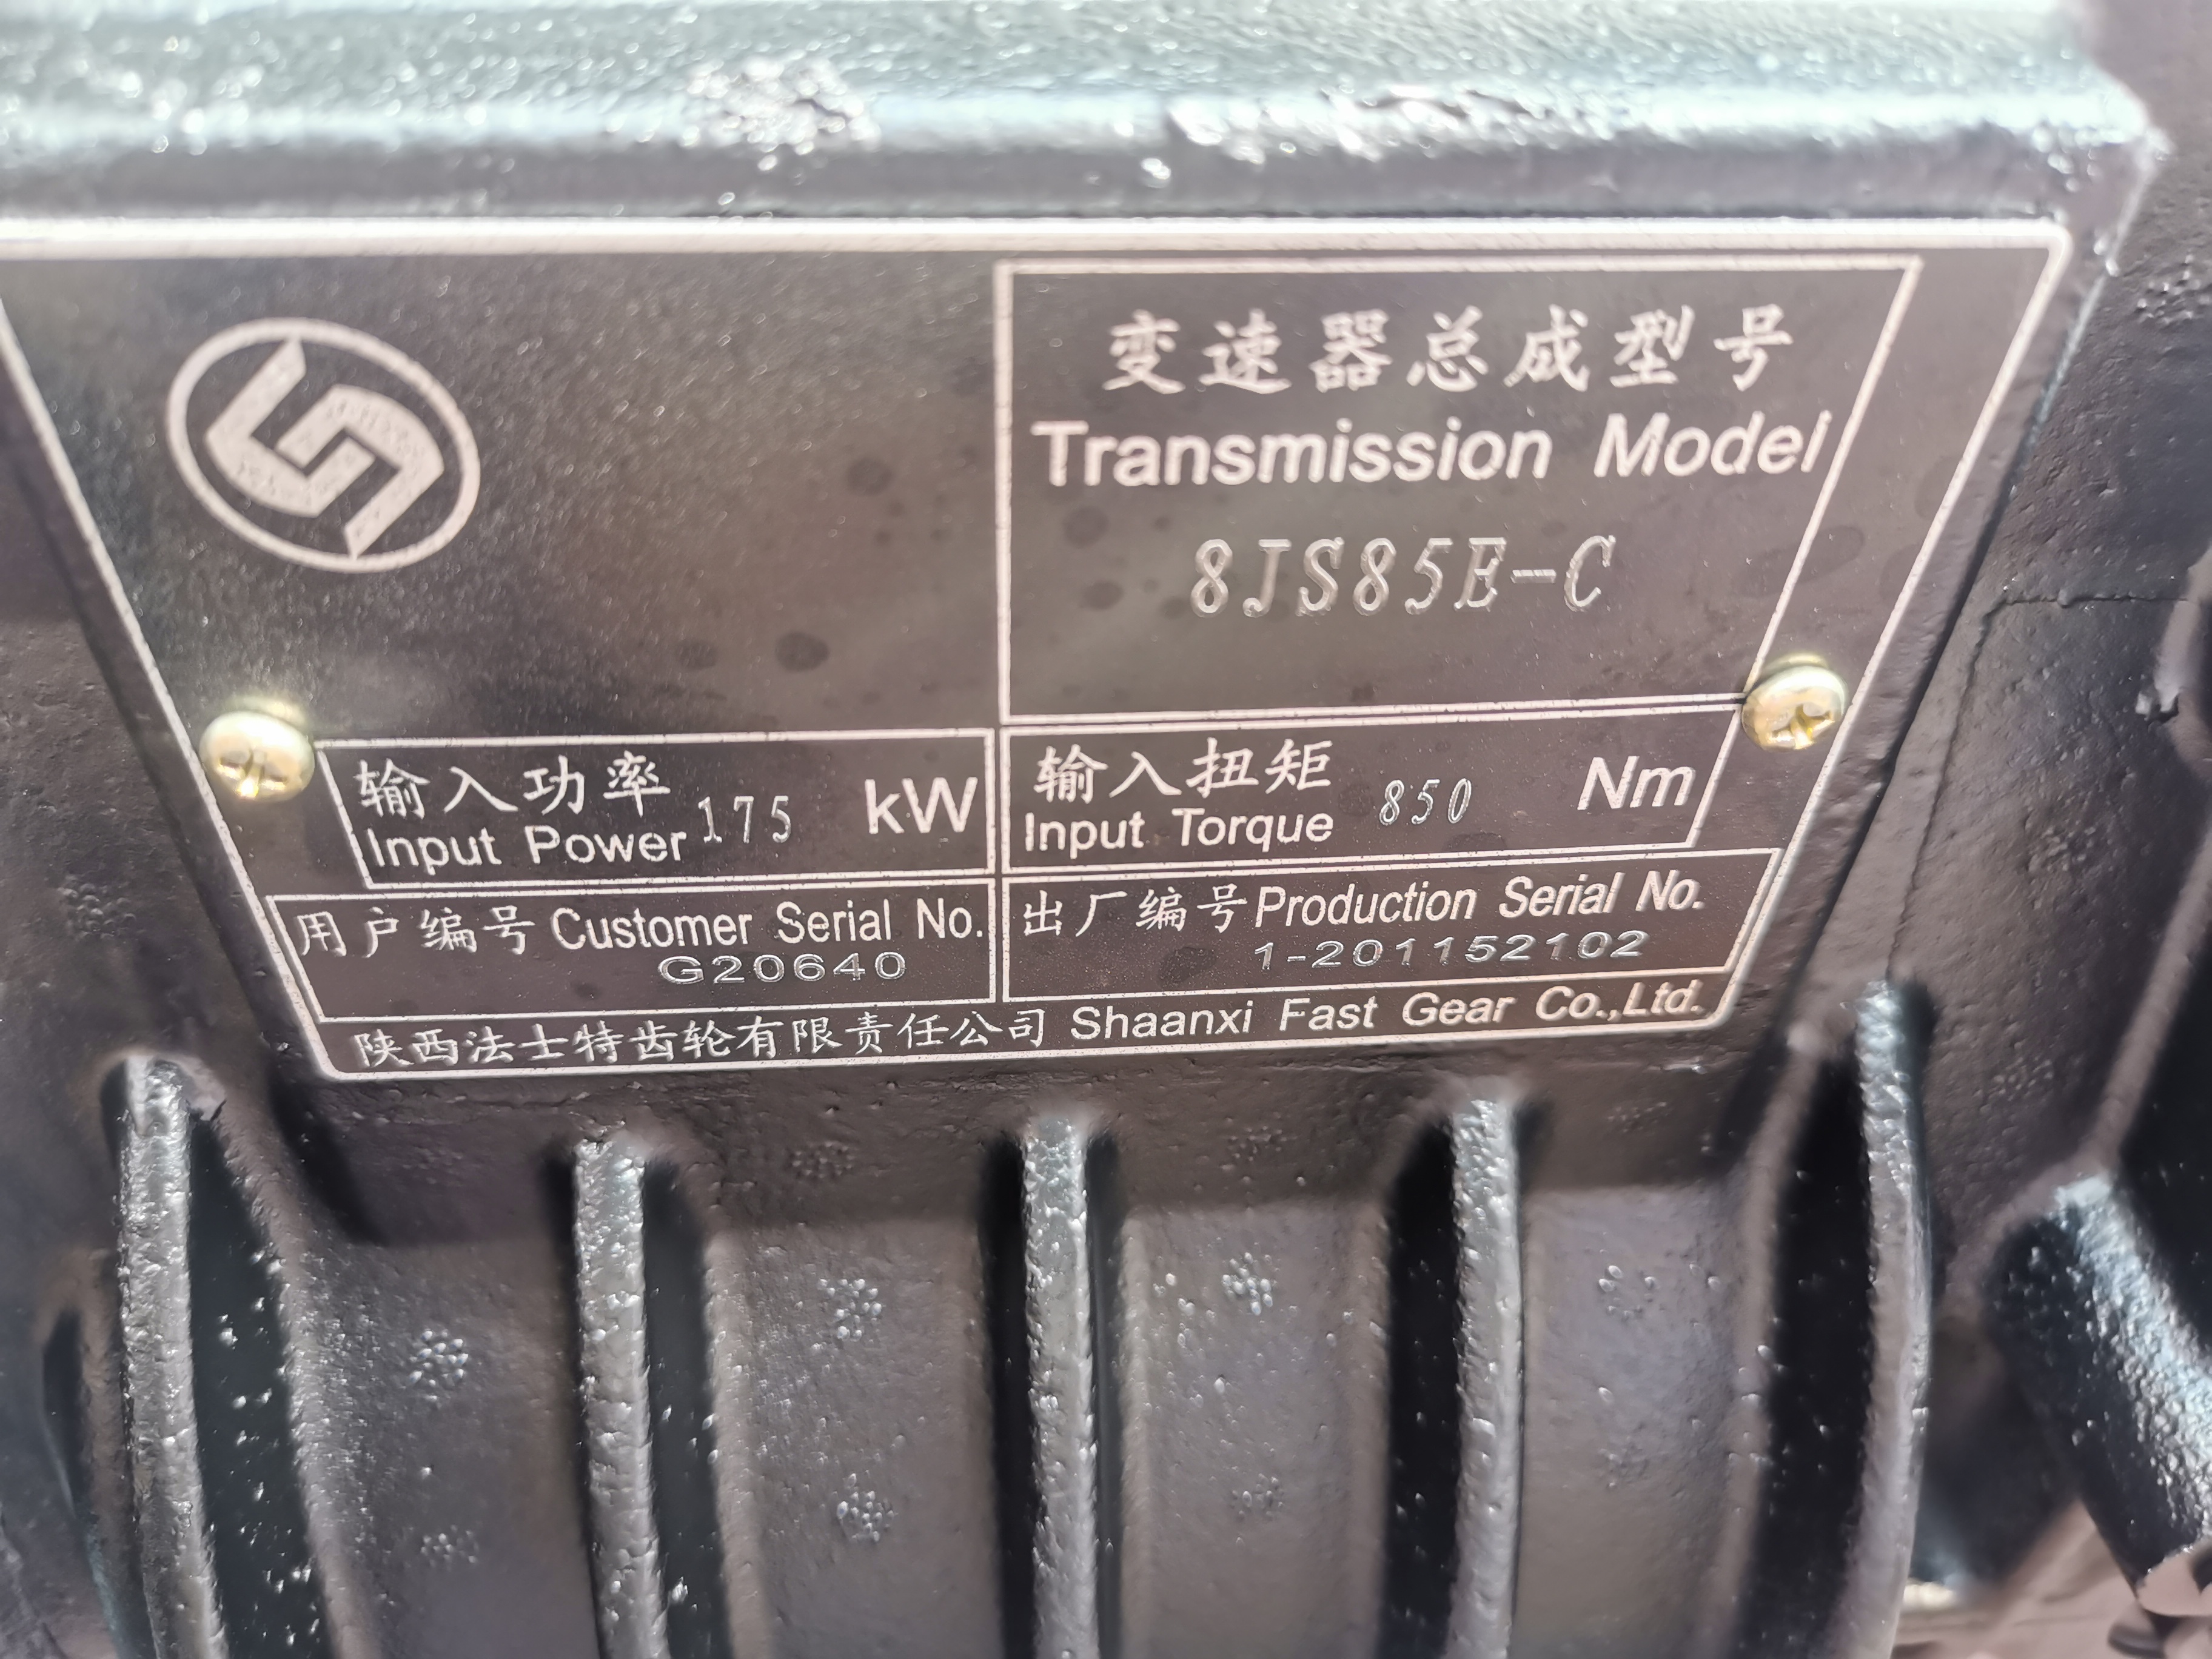 变速器总成型号
Transmission Model
8JS85E-C
输入功率
Input Power 175 kW
输入扭矩
Input Torque 850 Nm
用户编号 Customer Serial No.
G20640
出厂编号 Production Serial No.
1-201152102
陕西法士特齿轮有限责任公司 Shaanxi Fast Gear Co.,Ltd.